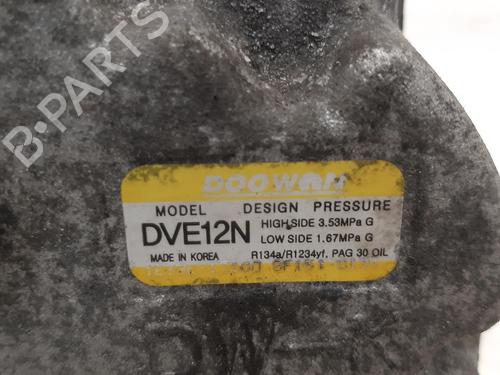 B-PARTS
DOOWON
MODEL DESIGN PRESSURE
DVE12N HIGH SIDE 3.53MPa G
LOW SIDE 1.67MPa G
MADE IN KOREA R134a/R1234yf, PAG 30 OIL